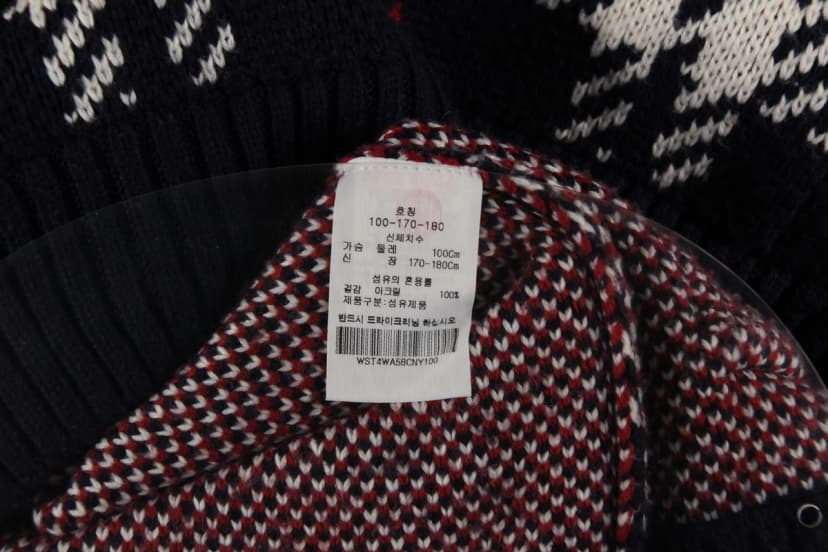 호칭
100-170-180
신체치수
가슴 둘레 100Cm
신 장 170-180Cm
섬유의 혼용률
겉감 아크릴 100%
제품구분:섬유제품
반드시 드라이크리닝 하십시오
WST4WA58CNY100